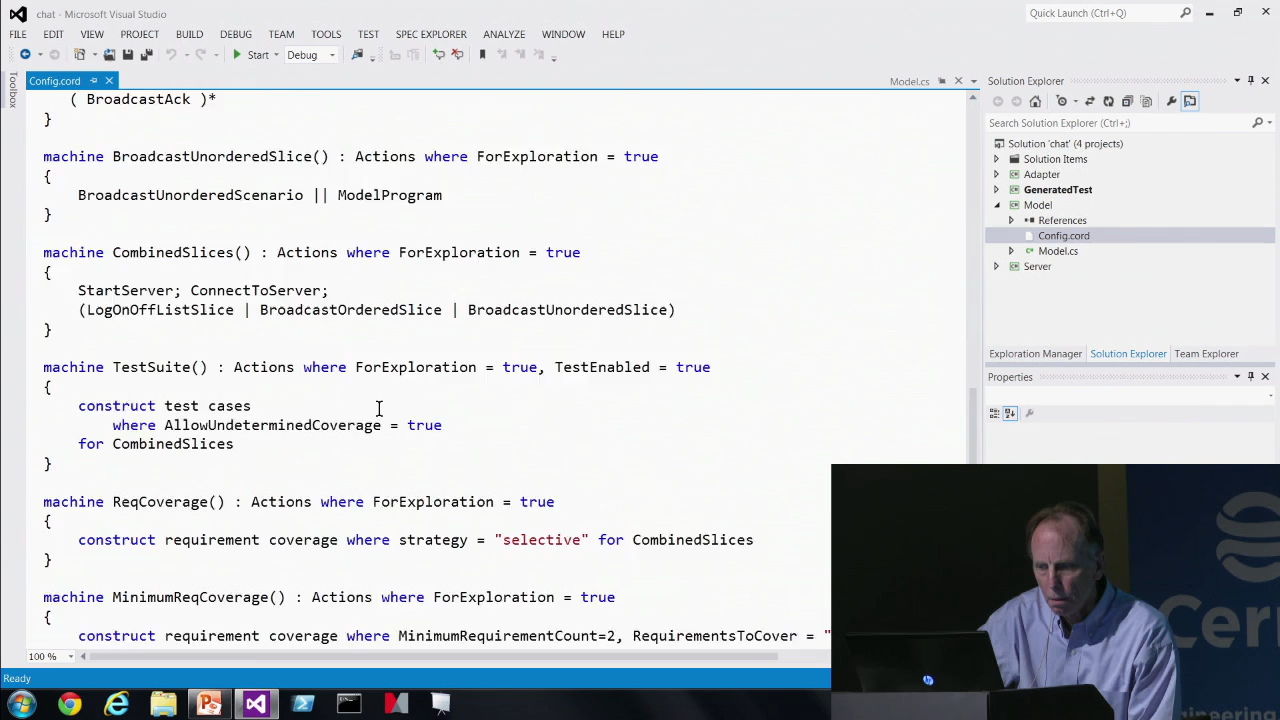 chat - Microsoft Visual Studio
Quick Launch (Ctrl+Q)
FILE EDIT VIEW PROJECT BUILD DEBUG TEAM TOOLS TEST SPEC EXPLORER ANALYZE WINDOW HELP
Start Debug
Toolbox
Config.cord
Model.cs
( BroadcastAck )*
}
machine BroadcastUnorderedSlice() : Actions where ForExploration = true
{
BroadcastUnorderedScenario || ModelProgram
}
machine CombinedSlices() : Actions where ForExploration = true
{
StartServer; ConnectToServer;
(LogOnOffListSlice | BroadcastOrderedSlice | BroadcastUnorderedSlice)
}
machine TestSuite() : Actions where ForExploration = true, TestEnabled = true
{
construct test cases
where AllowUndeterminedCoverage = true
for CombinedSlices
}
machine ReqCoverage() : Actions where ForExploration = true
{
construct requirement coverage where strategy = "selective" for CombinedSlices
}
machine MinimumReqCoverage() : Actions where ForExploration = true
{
construct requirement coverage where MinimumRequirementCount=2, RequirementsToCover = "
100 %
Ready
Solution Explorer
Search Solution Explorer (Ctrl+;)
Solution 'chat' (4 projects)
Solution Items
Adapter
GeneratedTest
Model
References
Config.cord
Model.cs
Server
Exploration Manager Solution Explorer Team Explorer
Properties
Cern
gineering